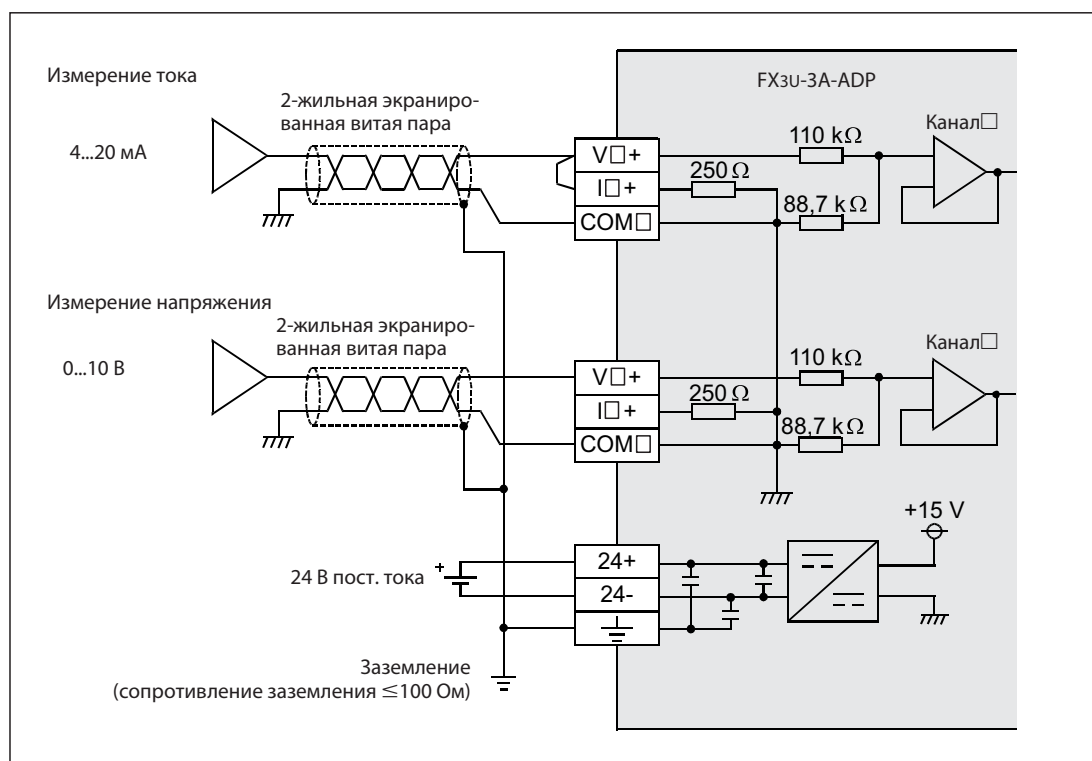 Измерение тока
FX3U-3A-ADP
2-жильная экраниро-
ванная витая пара
4...20 мА
Канал□
110 kΩ
V□+
250 Ω
I□+
88,7 kΩ
COM□
Измерение напряжения
2-жильная экраниро-
ванная витая пара
0...10 В
Канал□
110 kΩ
V□+
250 Ω
I□+
88,7 kΩ
COM□
+15 V
24+
24 В пост. тока
+
24-
Заземление
(сопротивление заземления ≤100 Ом)